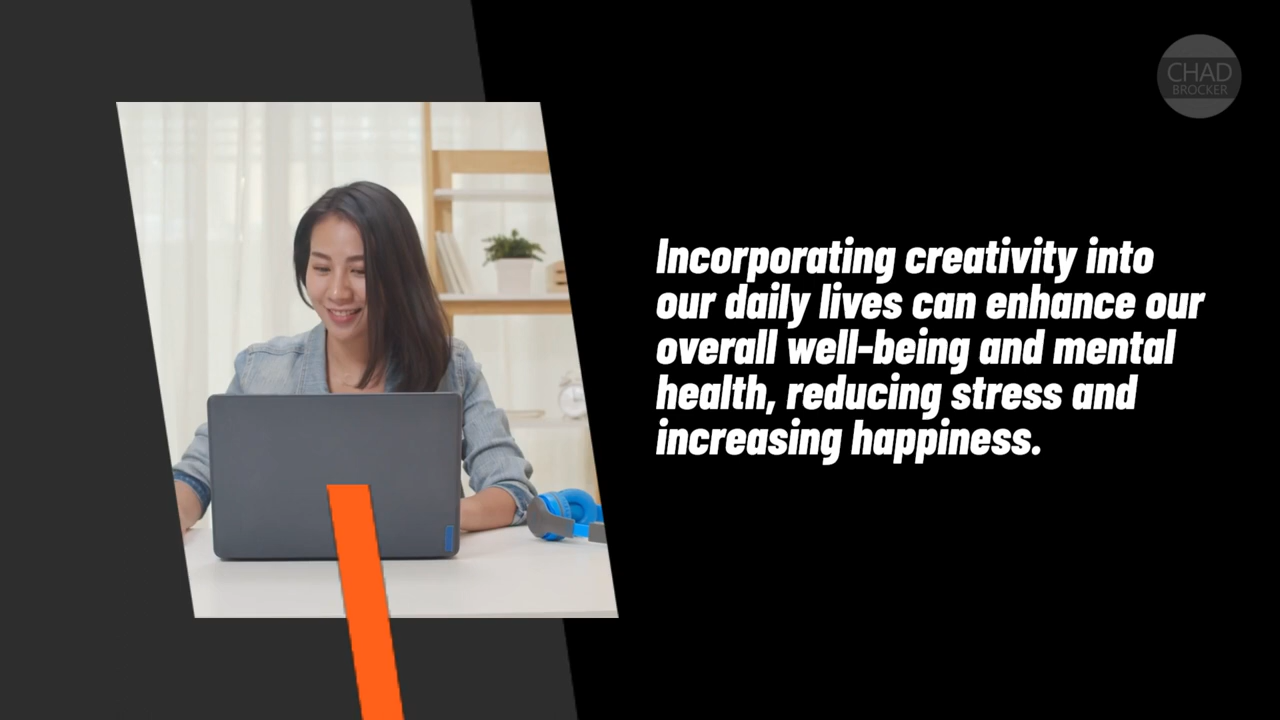 CHAD
BROCKER
Incorporating creativity into
our daily lives can enhance our
overall well-being and mental
health, reducing stress and
increasing happiness.